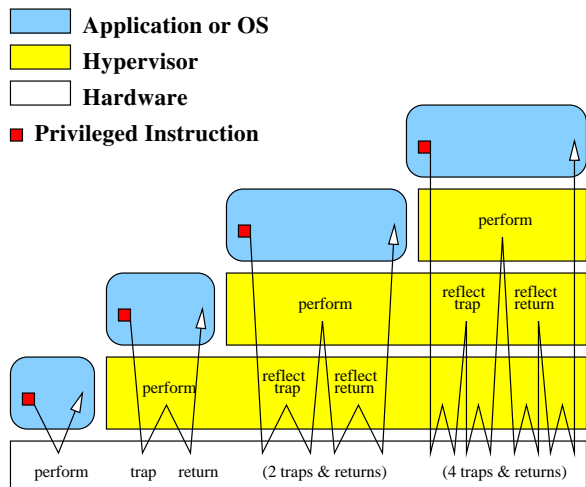 Application or OS
Hypervisor
Hardware
Privileged Instruction
perform
reflect reflect
trap return
perform
reflect reflect
trap return
perform
perform trap return (2 traps & returns) (4 traps & returns)